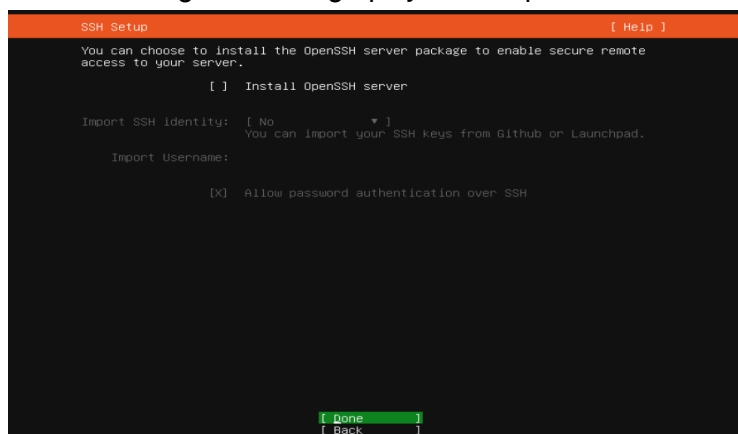 SSH Setup [ Help ]
You can choose to install the OpenSSH server package to enable secure remote
access to your server.
[ ] Install OpenSSH server
Import SSH identity: [ No ▾ ]
You can import your SSH keys from Github or Launchpad.
Import Username:
[X] Allow password authentication over SSH
[ Done ]
[ Back ]